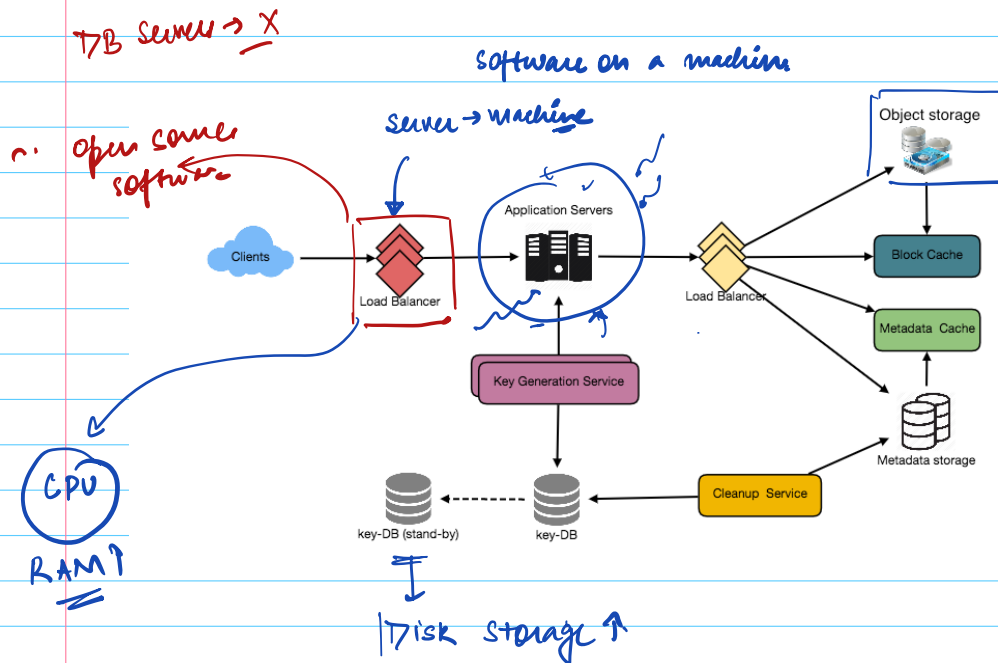 DB Server → X
software on a machine
server → machine
Object storage
open source
software
Application Servers
Clients
Block Cache
Load Balancer
Load Balancer
Metadata Cache
Key Generation Service
Metadata storage
CPU
Cleanup Service
key-DB (stand-by)
key-DB
RAM ↑
Disk storage ↑